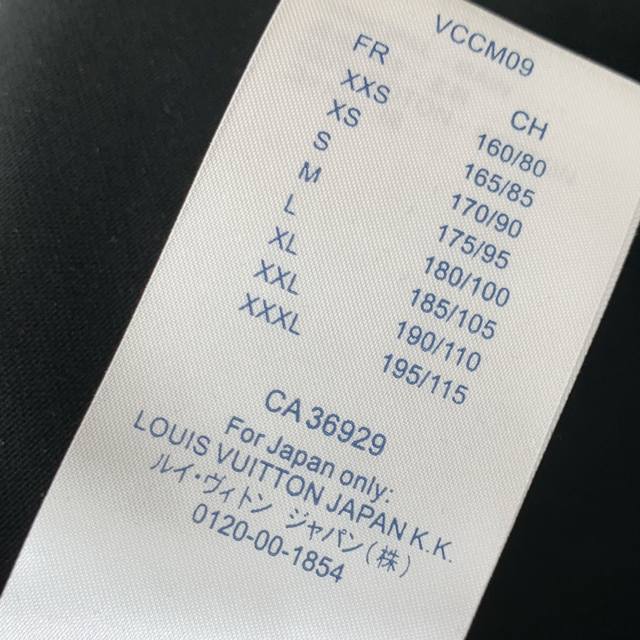 VCCM09
FR CH
XXS 160/80
XS 165/85
S 170/90
M 175/95
L 180/100
XL 185/105
XXL 190/110
XXXL 195/115
CA 36929
For Japan only:
LOUIS VUITTON JAPAN K.K.
ルイ・ヴィトン ジャパン(株)
0120-00-1854